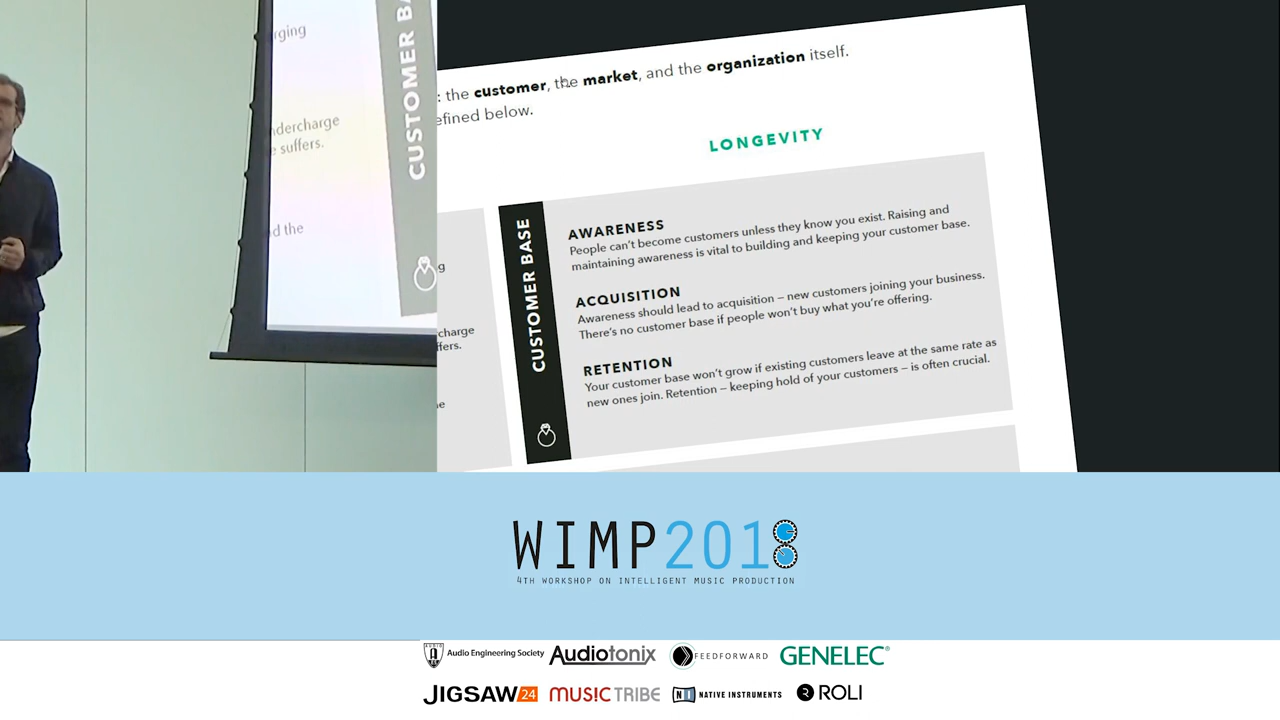 rging
ndercharge
suffers.
d the
CUSTOMER BA
: the customer, the market, and the organization itself.
efined below.
LONGEVITY
g
charge
ffers.
ne
CUSTOMER BASE
AWARENESS
People can't become customers unless they know you exist. Raising and
maintaining awareness is vital to building and keeping your customer base.
ACQUISITION
Awareness should lead to acquisition – new customers joining your business.
There's no customer base if people won't buy what you're offering.
RETENTION
Your customer base won't grow if existing customers leave at the same rate as
new ones join. Retention – keeping hold of your customers – is often crucial.
WIMP2018
4TH WORKSHOP ON INTELLIGENT MUSIC PRODUCTION
AUDIO
Audio Engineering Society
Audiotonix
FEEDFORWARD
GENELEC®
JIGSAW24
MUSIC TRIBE
NI NATIVE INSTRUMENTS
R ROLI